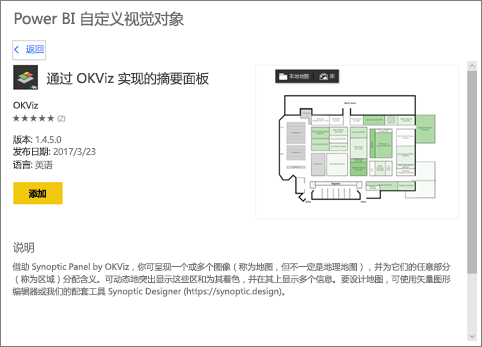 Power BI 自定义视觉对象
返回
通过 OKViz 实现的摘要面板
OKViz
★★★★★ (2)
版本: 1.4.5.0
发布日期: 2017/3/23
语言: 英语
添加
本地地图 库
说明
借助 Synoptic Panel by OKViz，你可呈现一个或多个图像（称为地图，但不一定是地理地图），并为它们的任意部分
（称为区域）分配含义。可动态地突出显示这些区和为其着色，并在其上显示多个信息。要设计地图，可使用矢量图形
编辑器或我们的配套工具 Synoptic Designer (https://synoptic.design)。